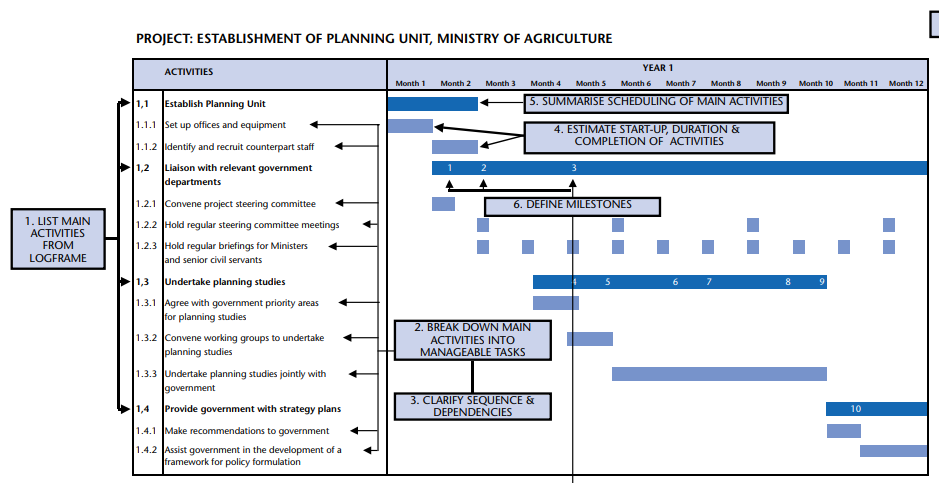 PROJECT: ESTABLISHMENT OF PLANNING UNIT, MINISTRY OF AGRICULTURE
ACTIVITIES
YEAR 1
Month 1 Month 2 Month 3 Month 4 Month 5 Month 6 Month 7 Month 8 Month 9 Month 10 Month 11 Month 12
1,1 Establish Planning Unit
5. SUMMARISE SCHEDULING OF MAIN ACTIVITIES
1.1.1 Set up offices and equipment
4. ESTIMATE START-UP, DURATION &
COMPLETION OF ACTIVITIES
1.1.2 Identify and recruit counterpart staff
1,2 Liaison with relevant government
departments
1 2 3
1.2.1 Convene project steering committee
6. DEFINE MILESTONES
1.2.2 Hold regular steering committee meetings
1.2.3 Hold regular briefings for Ministers
and senior civil servants
1. LIST MAIN
ACTIVITIES
FROM
LOGFRAME
1,3 Undertake planning studies
4 5 6 7 8 9
1.3.1 Agree with government priority areas
for planning studies
2. BREAK DOWN MAIN
ACTIVITIES INTO
MANAGEABLE TASKS
1.3.2 Convene working groups to undertake
planning studies
1.3.3 Undertake planning studies jointly with
government
3. CLARIFY SEQUENCE &
DEPENDENCIES
1,4 Provide government with strategy plans
10
1.4.1 Make recommendations to government
1.4.2 Assist government in the development of a
framework for policy formulation